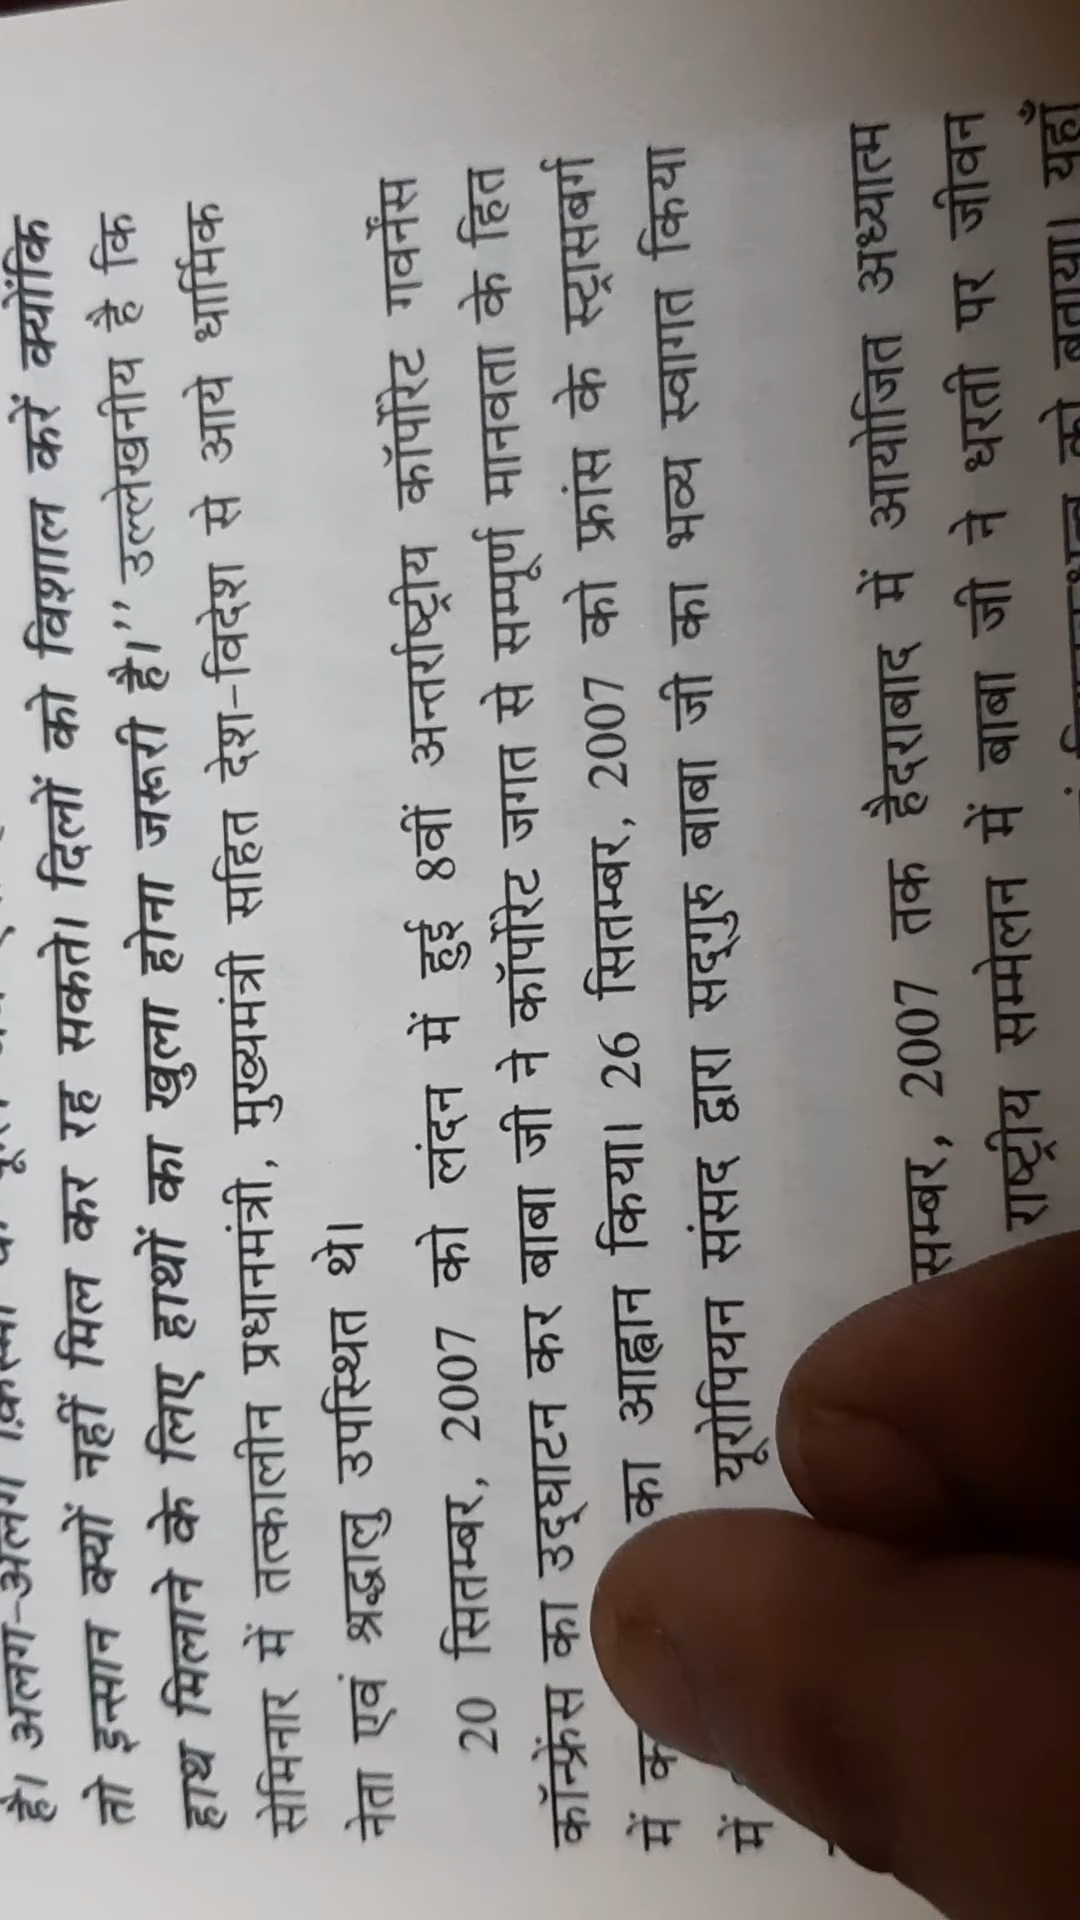 है। अलग-अलग
तो इन्सान क्यों नहीं मिल कर रह सकते। दिलों को विशाल करें क्योंकि
हाथ मिलाने के लिए हाथों का खुला होना जरूरी है।’’ उल्लेखनीय है कि
सेमिनार में तत्कालीन प्रधानमंत्री, मुख्यमंत्री सहित देश-विदेश से आये धार्मिक
नेता एवं श्रद्धालु उपस्थित थे।
20 सितम्बर, 2007 को लंदन में हुई 8वीं अन्तर्राष्ट्रीय कॉर्पोरेट गवर्नेंस
कॉन्फ्रेंस का उद्घाटन कर बाबा जी ने कॉर्पोरेट जगत से सम्पूर्ण मानवता के हित
में का आह्वान किया। 26 सितम्बर, 2007 को फ्रांस के स्ट्रासबर्ग
में यूरोपियन संसद द्वारा सद्गुरु बाबा जी का भव्य स्वागत किया
2007 तक हैदराबाद में आयोजित अध्यात्म
राष्ट्रीय सम्मेलन में बाबा जी ने धरती पर जीवन
को बताया। यहाँ